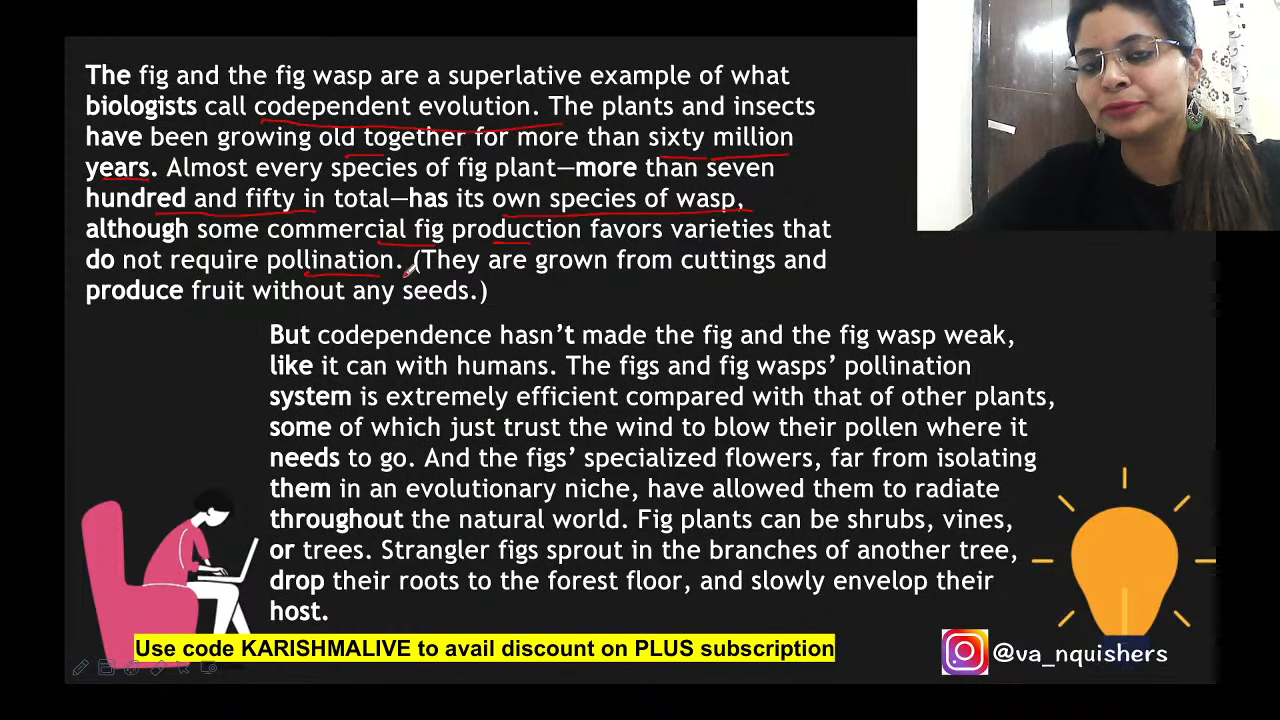 The fig and the fig wasp are a superlative example of what
biologists call codependent evolution. The plants and insects
have been growing old together for more than sixty million
years. Almost every species of fig plant—more than seven
hundred and fifty in total—has its own species of wasp,
although some commercial fig production favors varieties that
do not require pollination. (They are grown from cuttings and
produce fruit without any seeds.)
But codependence hasn’t made the fig and the fig wasp weak,
like it can with humans. The figs and fig wasps’ pollination
system is extremely efficient compared with that of other plants,
some of which just trust the wind to blow their pollen where it
needs to go. And the figs’ specialized flowers, far from isolating
them in an evolutionary niche, have allowed them to radiate
throughout the natural world. Fig plants can be shrubs, vines,
or trees. Strangler figs sprout in the branches of another tree,
drop their roots to the forest floor, and slowly envelop their
host.
Use code KARISHMALIVE to avail discount on PLUS subscription
@va_nquishers